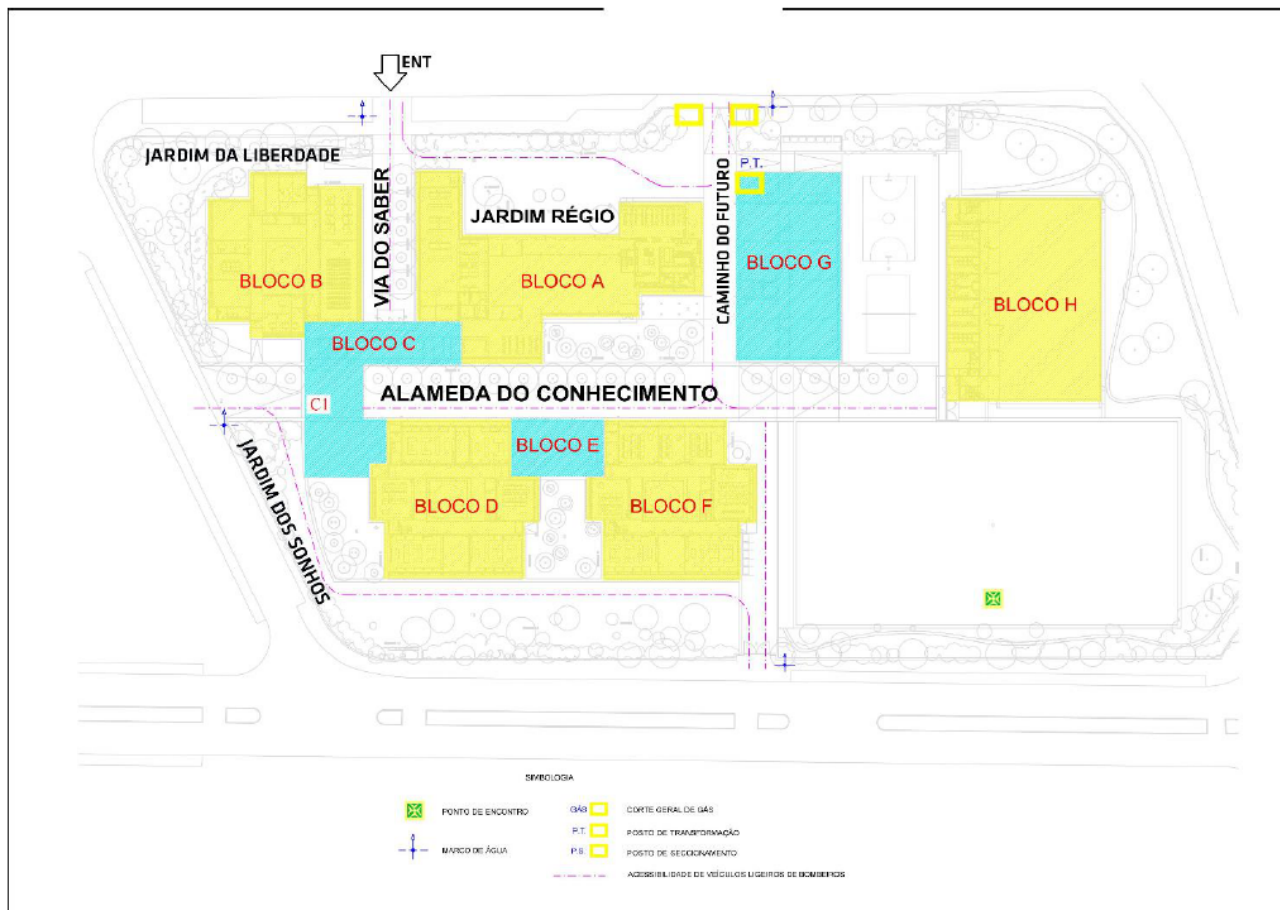 ENT
JARDIM DA LIBERDADE
VIA DO SABER
JARDIM RÉGIO
CAMINHO DO FUTURO
P.T.
BLOCO B
BLOCO A
BLOCO G
BLOCO H
BLOCO C
C1
ALAMEDA DO CONHECIMENTO
JARDIM DOS SONHOS
BLOCO E
BLOCO D
BLOCO F
SIMBOLOGIA
PONTO DE ENCONTRO
MARCO DE ÁGUA
GÁS CORTE GERAL DE GÁS
P.T. POSTO DE TRANSFORMAÇÃO
P.S. POSTO DE SECCIONAMENTO
ACESSIBILIDADE DE VEÍCULOS LIGEIROS DE BOMBEIROS